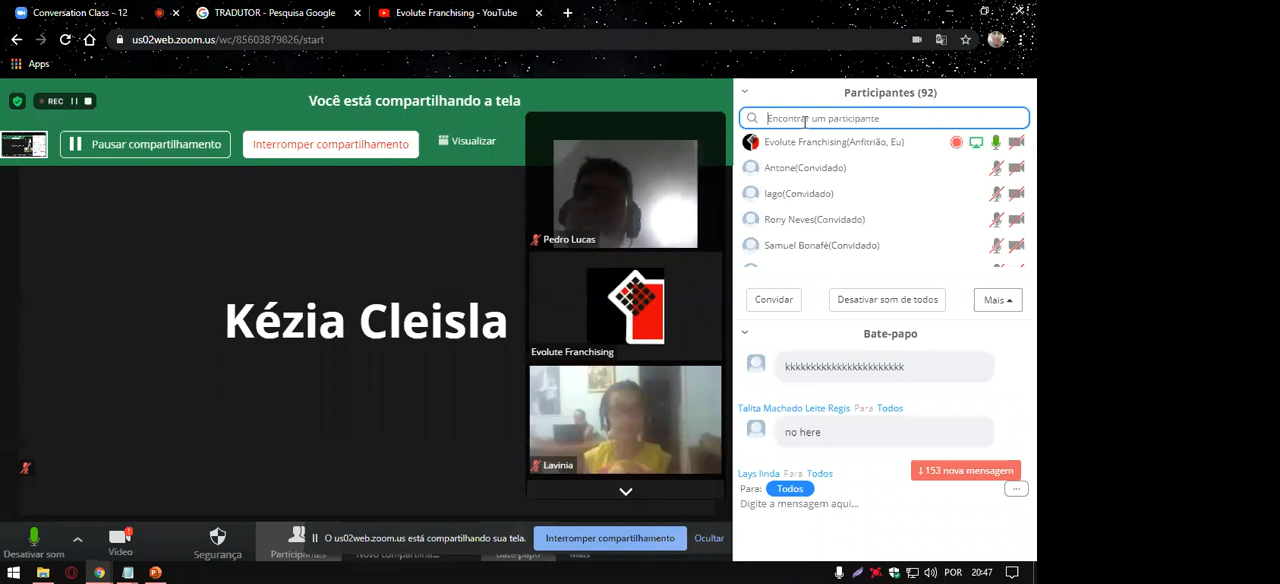 Conversation Class - 12
TRADUTOR - Pesquisa Google
Evolute Franchising - YouTube
us02web.zoom.us/wc/85603879826/start
Apps
REC
Você está compartilhando a tela
Pausar compartilhamento
Interromper compartilhamento
Visualizar
Kézia Cleisla
Pedro Lucas
Evolute Franchising
Lavinia
Participantes (92)
Encontrar um participante
Evolute Franchising(Anfitrião, Eu)
Antone(Convidado)
Iago(Convidado)
Rony Neves(Convidado)
Samuel Bonafé(Convidado)
Convidar
Desativar som de todos
Mais
Bate-papo
kkkkkkkkkkkkkkkkkkkkkkk
Talita Machado Leite Regis Para Todos
no here
153 nova mensagem
Lays linda Para Todos
Para: Todos
Digite a mensagem aqui...
Desativar som
Vídeo
Segurança
Participantes
O us02web.zoom.us está compartilhando sua tela.
Interromper compartilhamento
Ocultar
POR
20:47